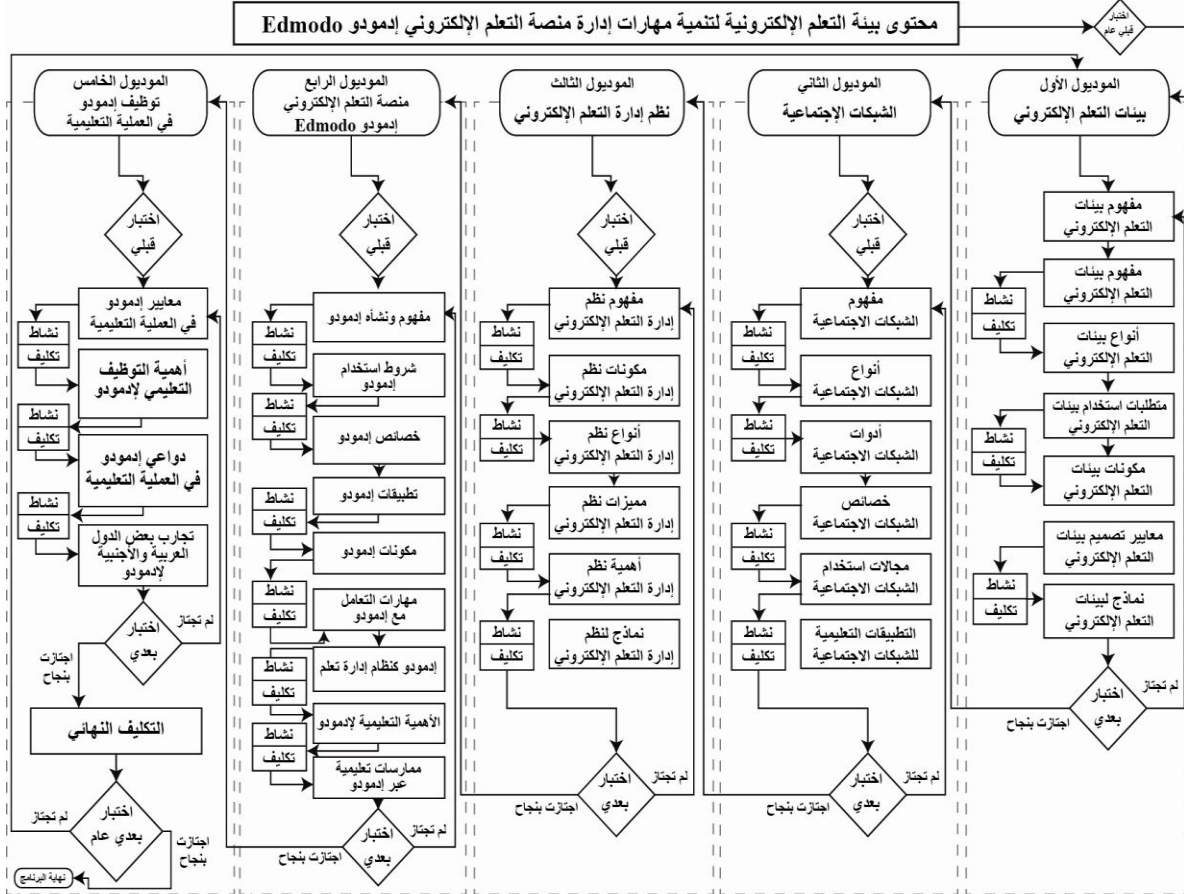 محتوى بيئة التعلم الإلكترونية لتنمية مهارات إدارة منصة التعلم الإلكتروني إدمودو Edmodo
اختبار
قبلي عام
الموديول الأول
بيئات التعلم الإلكتروني
مفهوم بيئات
التعلم الإلكتروني
مفهوم بيئات
التعلم الإلكتروني
نشاط
تكليف
أنواع بيئات
التعلم الإلكتروني
متطلبات استخدام بيئات
التعلم الإلكتروني
نشاط
تكليف
مكونات بيئات
التعلم الإلكتروني
معايير تصميم بيئات
التعلم الإلكتروني
نشاط
تكليف
نماذج لبيئات
التعلم الإلكتروني
اختبار
بعدي
لم تجتاز
اجتازت بنجاح
الموديول الثاني
الشبكات الإجتماعية
اختبار
قبلي
مفهوم
الشبكات الاجتماعية
نشاط
تكليف
أنواع
الشبكات الاجتماعية
أدوات
الشبكات الاجتماعية
نشاط
تكليف
خصائص
الشبكات الاجتماعية
نشاط
تكليف
مجالات استخدام
الشبكات الاجتماعية
التطبيقات التعليمية
للشبكات الاجتماعية
نشاط
تكليف
اختبار
بعدي
لم تجتاز
اجتازت بنجاح
الموديول الثالث
نظم إدارة التعلم الإلكتروني
اختبار
قبلي
مفهوم نظم
إدارة التعلم الإلكتروني
نشاط
تكليف
مكونات نظم
إدارة التعلم الإلكتروني
أنواع نظم
إدارة التعلم الإلكتروني
نشاط
تكليف
مميزات نظم
إدارة التعلم الإلكتروني
نشاط
تكليف
أهمية نظم
إدارة التعلم الإلكتروني
نماذج لنظم
إدارة التعلم الإلكتروني
نشاط
تكليف
اختبار
بعدي
لم تجتاز
اجتازت بنجاح
الموديول الرابع
منصة التعلم الإلكتروني
إدمودو Edmodo
اختبار
قبلي
مفهوم ونشأه إدمودو
نشاط
تكليف
شروط استخدام
إدمودو
نشاط
تكليف
خصائص إدمودو
تطبيقات إدمودو
نشاط
تكليف
مكونات إدمودو
مهارات التعامل
مع إدمودو
نشاط
تكليف
إدمودو كنظام إدارة تعلم
نشاط
تكليف
الأهمية التعليمية لإدمودو
نشاط
تكليف
ممارسات تعليمية
عبر إدمودو
اختبار
بعدي
لم تجتاز
اجتازت بنجاح
الموديول الخامس
توظيف إدمودو
في العملية التعليمية
اختبار
قبلي
معايير إدمودو
في العملية التعليمية
نشاط
تكليف
أهمية التوظيف
التعليمي لإدمودو
نشاط
تكليف
دواعي إدمودو
في العملية التعليمية
نشاط
تكليف
تجارب بعض الدول
العربية والأجنبية
لإدمودو
اختبار
بعدي
لم تجتاز
اجتازت
بنجاح
التكليف النهائي
اختبار
بعدي عام
لم تجتاز
اجتازت
بنجاح
نهاية البرنامج